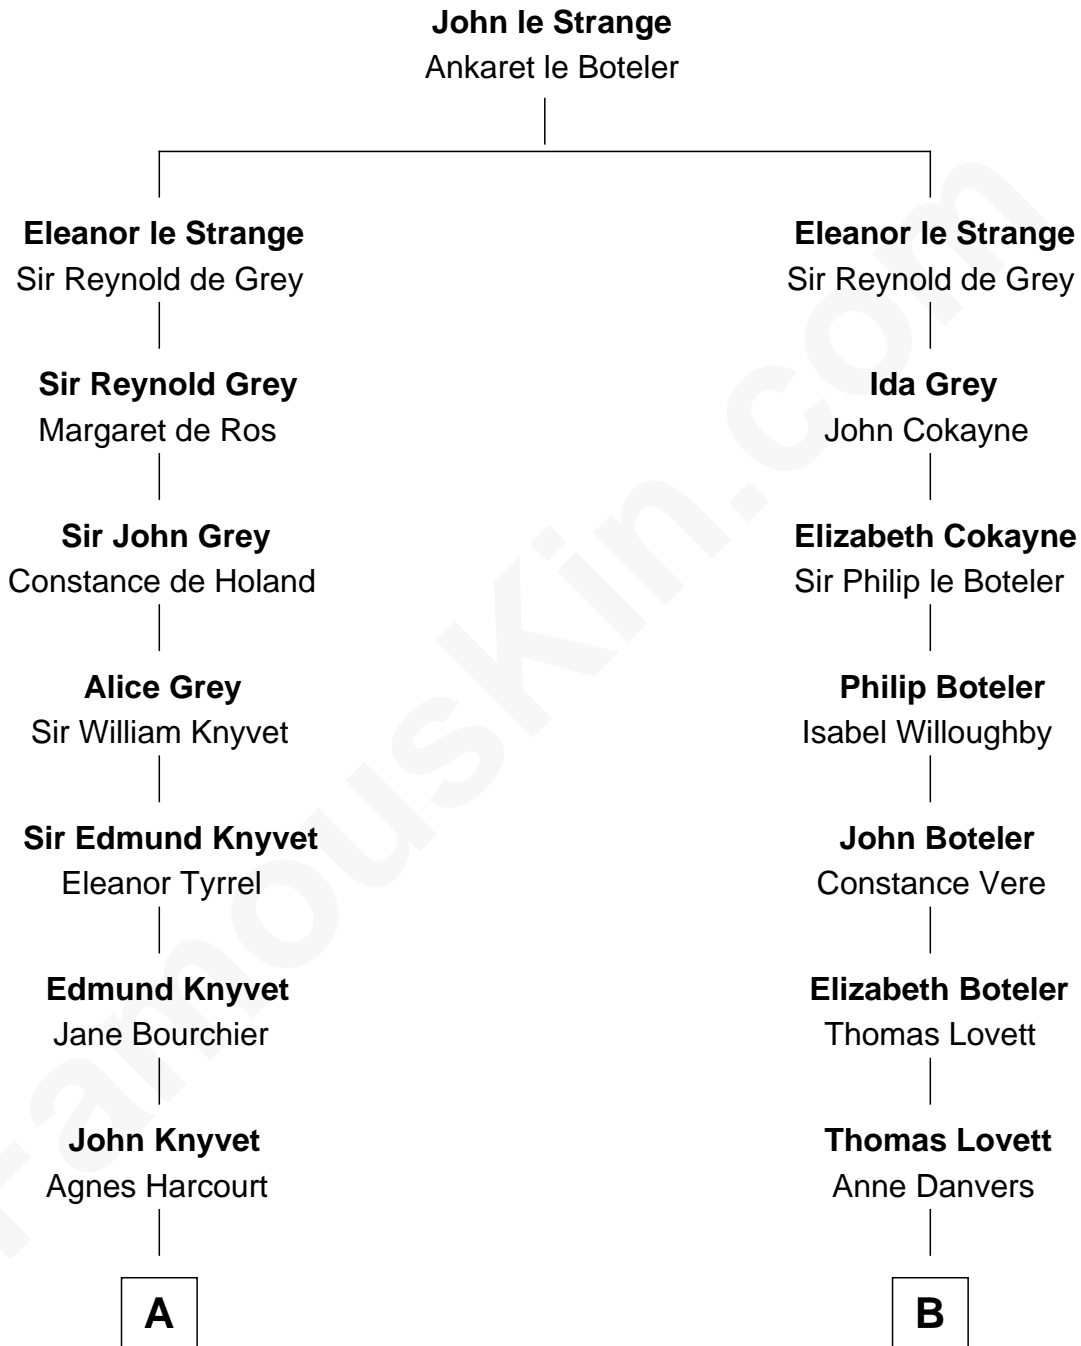 John le Strange
Ankaret le Boteler
Eleanor le Strange
Sir Reynold de Grey
Eleanor le Strange
Sir Reynold de Grey
Sir Reynold Grey
Margaret de Ros
Ida Grey
John Cokayne
Sir John Grey
Constance de Holand
Elizabeth Cokayne
Sir Philip le Boteler
Alice Grey
Sir William Knyvet
Philip Boteler
Isabel Willoughby
Sir Edmund Knyvet
Eleanor Tyrrel
John Boteler
Constance Vere
Edmund Knyvet
Jane Bourchier
Elizabeth Boteler
Thomas Lovett
John Knyvet
Agnes Harcourt
Thomas Lovett
Anne Danvers
A
B
FamousKin.com